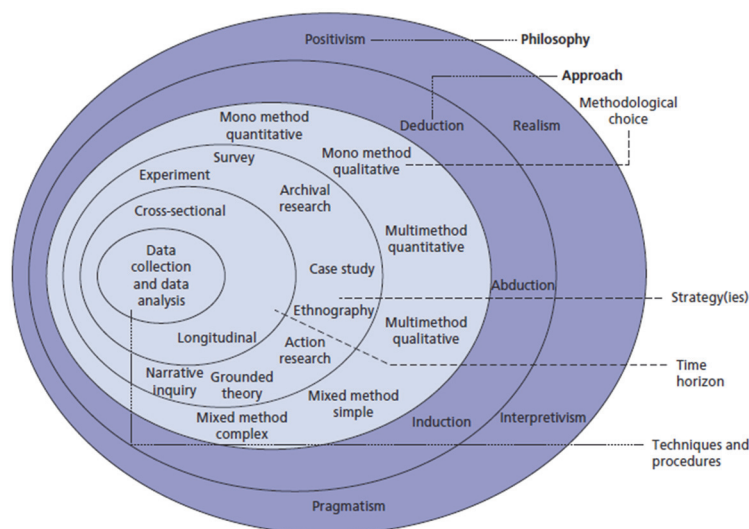 Positivism
Philosophy
Approach
Methodological
choice
Mono method
quantitative
Deduction
Realism
Mono method
qualitative
Survey
Experiment
Archival
research
Cross-sectional
Multimethod
quantitative
Data
collection
and data
analysis
Case study
Abduction
Strategy(ies)
Ethnography
Multimethod
qualitative
Longitudinal
Action
research
Time
horizon
Narrative
inquiry
Grounded
theory
Mixed method
simple
Mixed method
complex
Induction
Interpretivism
Techniques and
procedures
Pragmatism